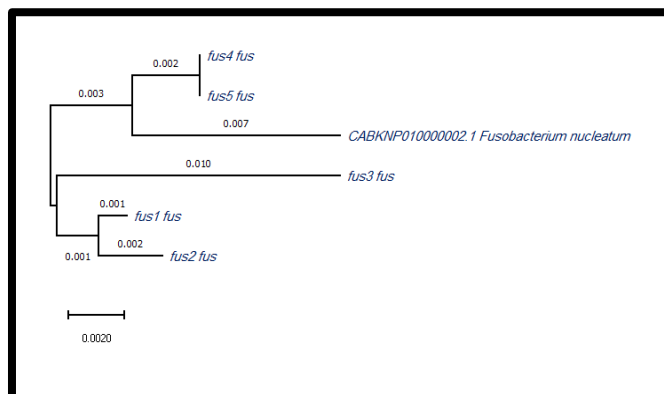 fus4 fus
0.002
fus5 fus
0.003
0.007
CABKNP010000002.1 Fusobacterium nucleatum
0.010
fus3 fus
0.001
fus1 fus
0.001
0.002
fus2 fus
0.0020